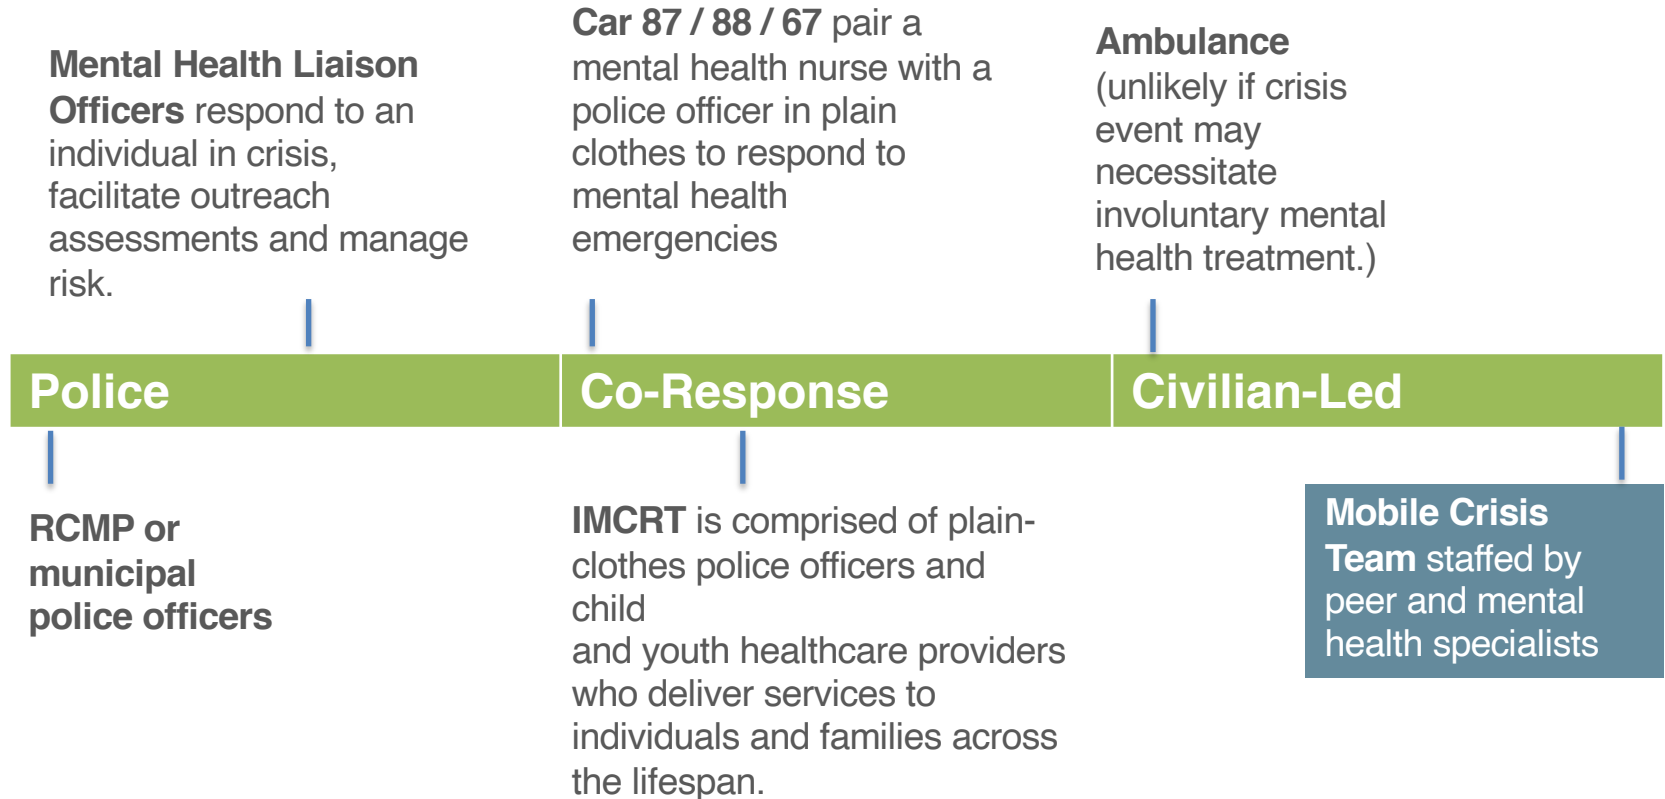 Mental Health Liaison
Officers respond to an
individual in crisis,
facilitate outreach
assessments and manage
risk.
Car 87 / 88 / 67 pair a
mental health nurse with a
police officer in plain
clothes to respond to
mental health
emergencies
Ambulance
(unlikely if crisis
event may
necessitate
involuntary mental
health treatment.)
Police
Co-Response
Civilian-Led
RCMP or
municipal
police officers
IMCRT is comprised of plain-
clothes police officers and
child
and youth healthcare providers
who deliver services to
individuals and families across
the lifespan.
Mobile Crisis
Team staffed by
peer and mental
health specialists